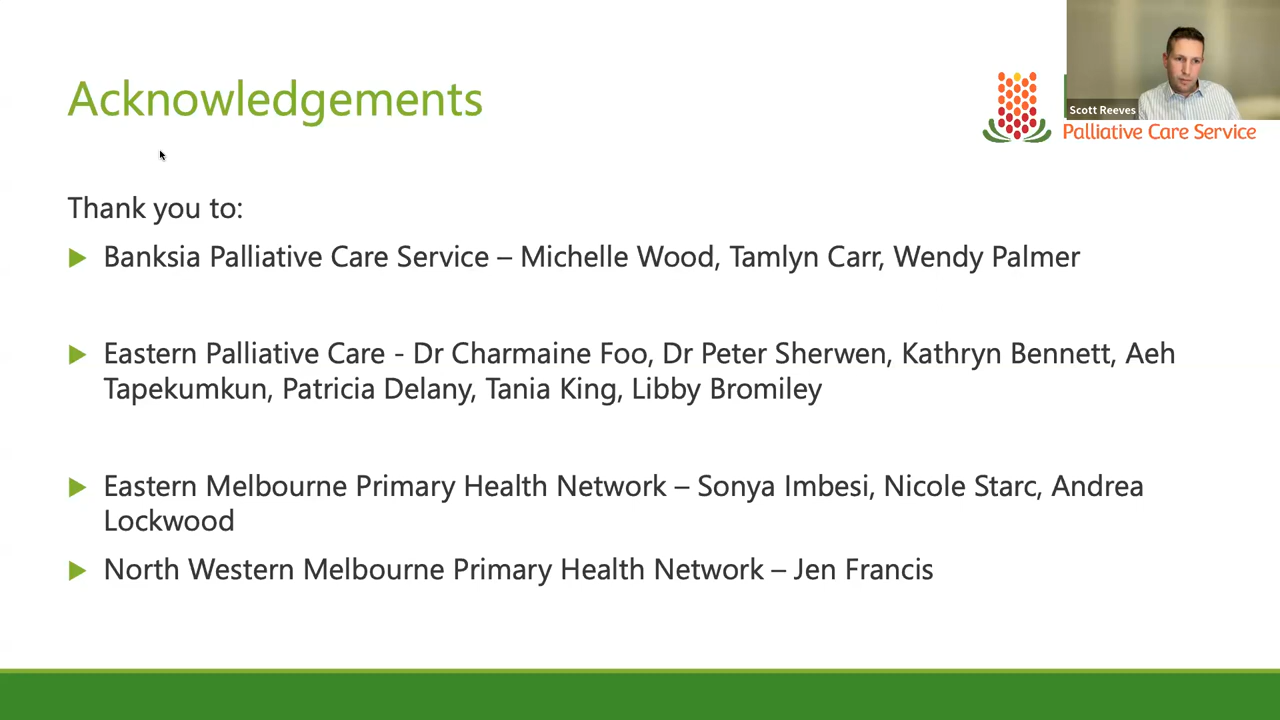 Acknowledgements
Scott Reeves
Palliative Care Service
Thank you to:
Banksia Palliative Care Service – Michelle Wood, Tamlyn Carr, Wendy Palmer
Eastern Palliative Care - Dr Charmaine Foo, Dr Peter Sherwen, Kathryn Bennett, Aeh
Tapekumkun, Patricia Delany, Tania King, Libby Bromiley
Eastern Melbourne Primary Health Network – Sonya Imbesi, Nicole Starc, Andrea
Lockwood
North Western Melbourne Primary Health Network – Jen Francis